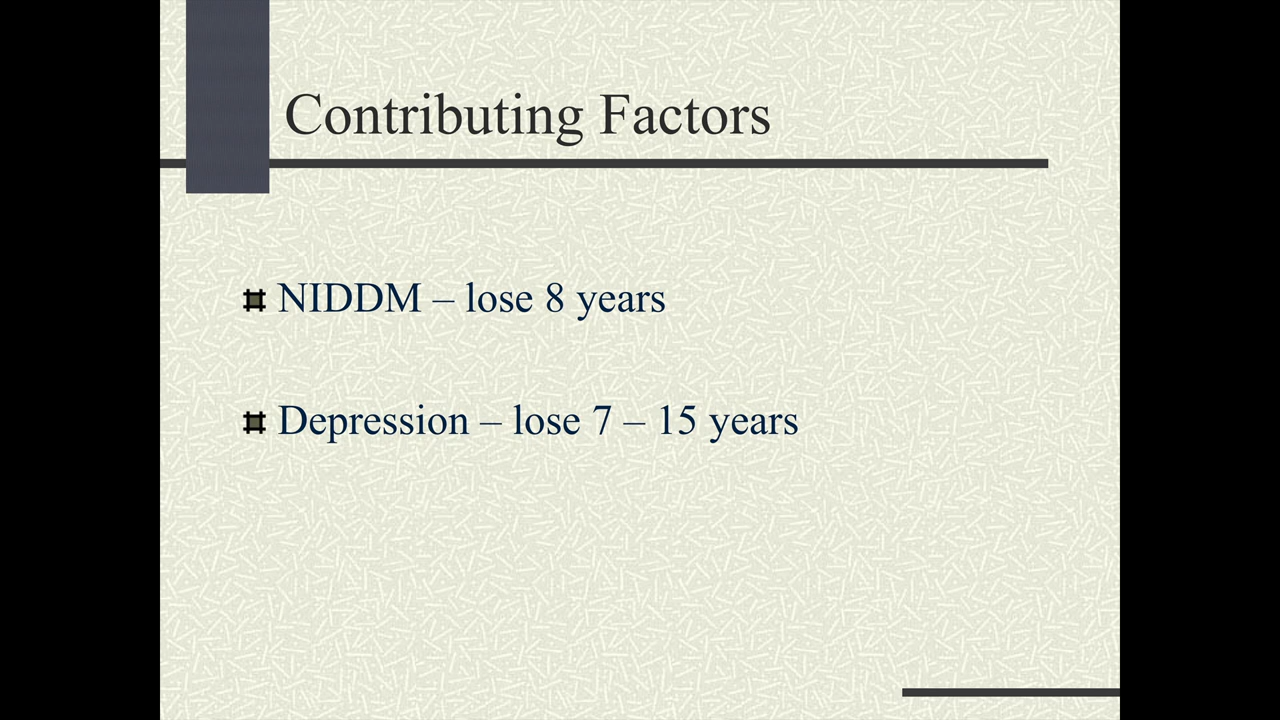 Contributing Factors
NIDDM – lose 8 years
Depression – lose 7 – 15 years